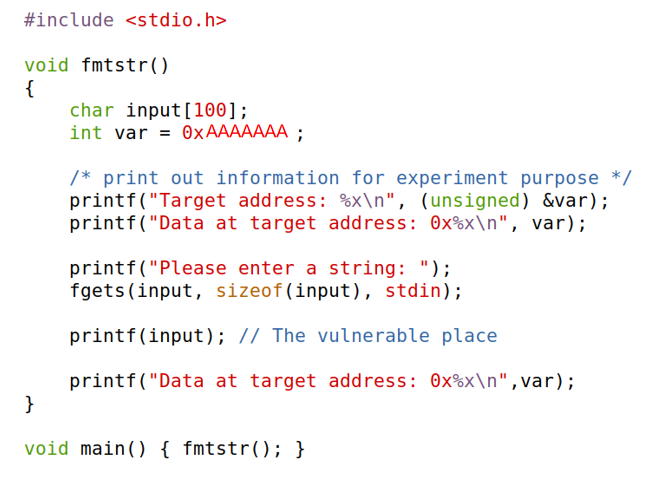 #include <stdio.h>
void fmtstr()
{
char input[100];
int var = 0xAAAAAAA ;
/* print out information for experiment purpose */
printf("Target address: %x\n", (unsigned) &var);
printf("Data at target address: 0x%x\n", var);
printf("Please enter a string: ");
fgets(input, sizeof(input), stdin);
printf(input); // The vulnerable place
printf("Data at target address: 0x%x\n",var);
}
void main() { fmtstr(); }